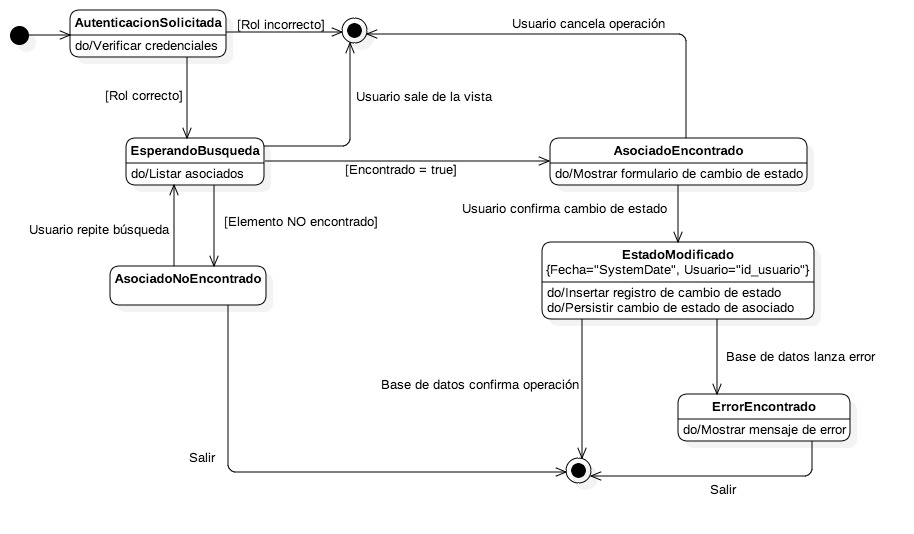 Usuario cancela operación
AutenticacionSolicitada
[Rol incorrecto]
do/Verificar credenciales
[Rol correcto]
Usuario sale de la vista
EsperandoBusqueda
AsociadoEncontrado
do/Listar asociados
[Encontrado = true]
do/Mostrar formulario de cambio de estado
Usuario confirma cambio de estado
Usuario repite búsqueda
[Elemento NO encontrado]
EstadoModificado
{Fecha="SystemDate", Usuario="id_usuario"}
AsociadoNoEncontrado
do/Insertar registro de cambio de estado
do/Persistir cambio de estado de asociado
Base de datos lanza error
Base de datos confirma operación
ErrorEncontrado
do/Mostrar mensaje de error
Salir
Salir